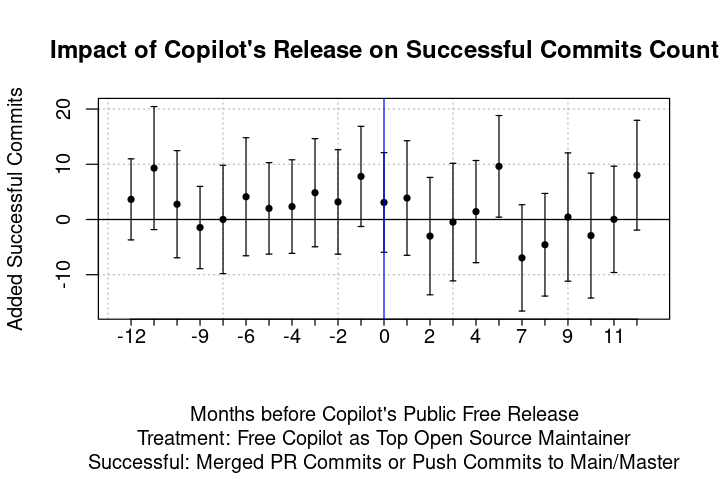 Impact of Copilot's Release on Successful Commits Count
Added Successful Commits
20
10
0
-10
-12 -9 -6 -4 -2 0 2 4 7 9 11
Months before Copilot's Public Free Release
Treatment: Free Copilot as Top Open Source Maintainer
Successful: Merged PR Commits or Push Commits to Main/Master